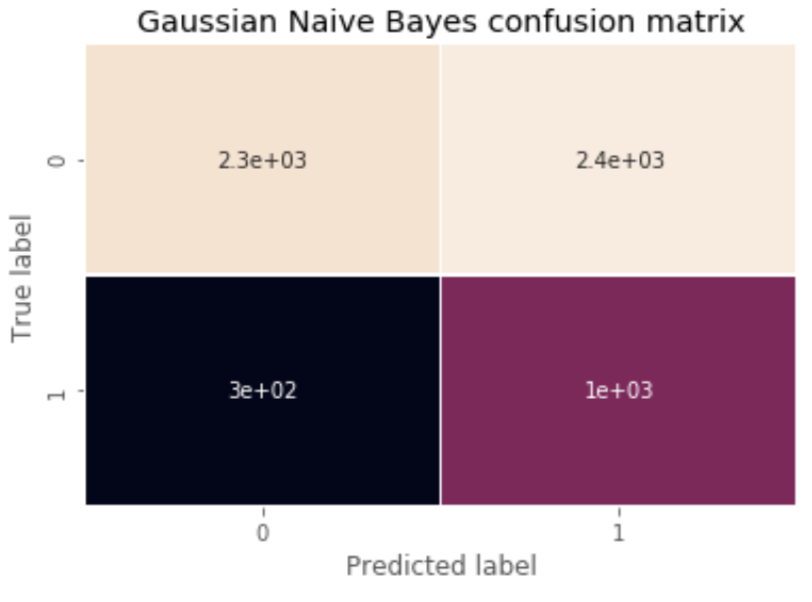 Gaussian Naive Bayes confusion matrix
True label
0
2.3e+03
2.4e+03
1
3e+02
1e+03
0
1
Predicted label